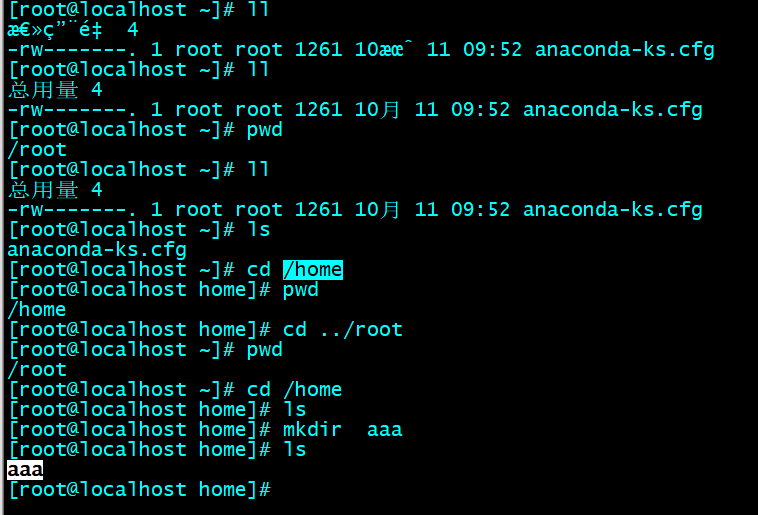 [root@localhost ~]# ll
æ€»ç”¨é‡ 4
-rw-------. 1 root root 1261 10æœˆ 11 09:52 anaconda-ks.cfg
[root@localhost ~]# ll
总用量 4
-rw-------. 1 root root 1261 10月 11 09:52 anaconda-ks.cfg
[root@localhost ~]# pwd
/root
[root@localhost ~]# ll
总用量 4
-rw-------. 1 root root 1261 10月 11 09:52 anaconda-ks.cfg
[root@localhost ~]# ls
anaconda-ks.cfg
[root@localhost ~]# cd /home
[root@localhost home]# pwd
/home
[root@localhost home]# cd ../root
[root@localhost ~]# pwd
/root
[root@localhost ~]# cd /home
[root@localhost home]# ls
[root@localhost home]# mkdir  aaa
[root@localhost home]# ls
aaa
[root@localhost home]#